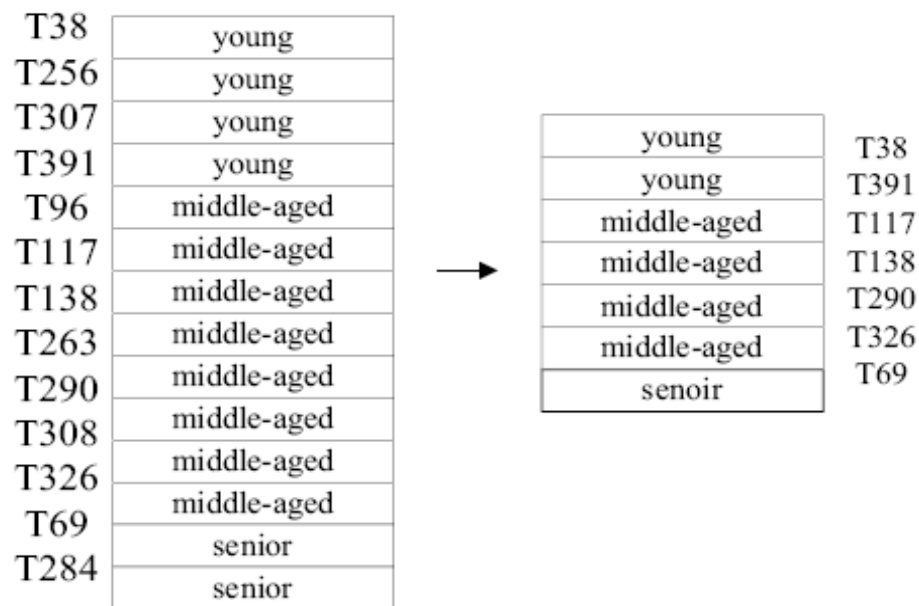 T38 young
T256 young
T307 young
T391 young
T96 middle-aged
T117 middle-aged
T138 middle-aged
T263 middle-aged
T290 middle-aged
T308 middle-aged
T326 middle-aged
T69 middle-aged
T284 senior
senior
young T38
young T391
middle-aged T117
middle-aged T138
middle-aged T290
middle-aged T326
senoir T69